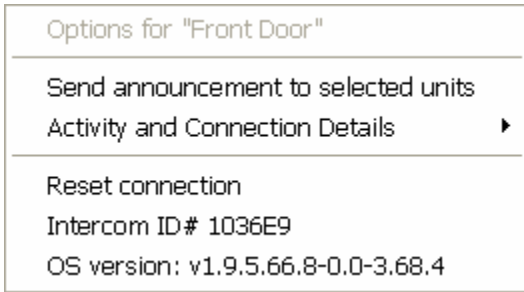 Options for "Front Door"
Send announcement to selected units
Activity and Connection Details
Reset connection
Intercom ID# 1036E9
OS version: v1.9.5.66.8-0.0-3.68.4